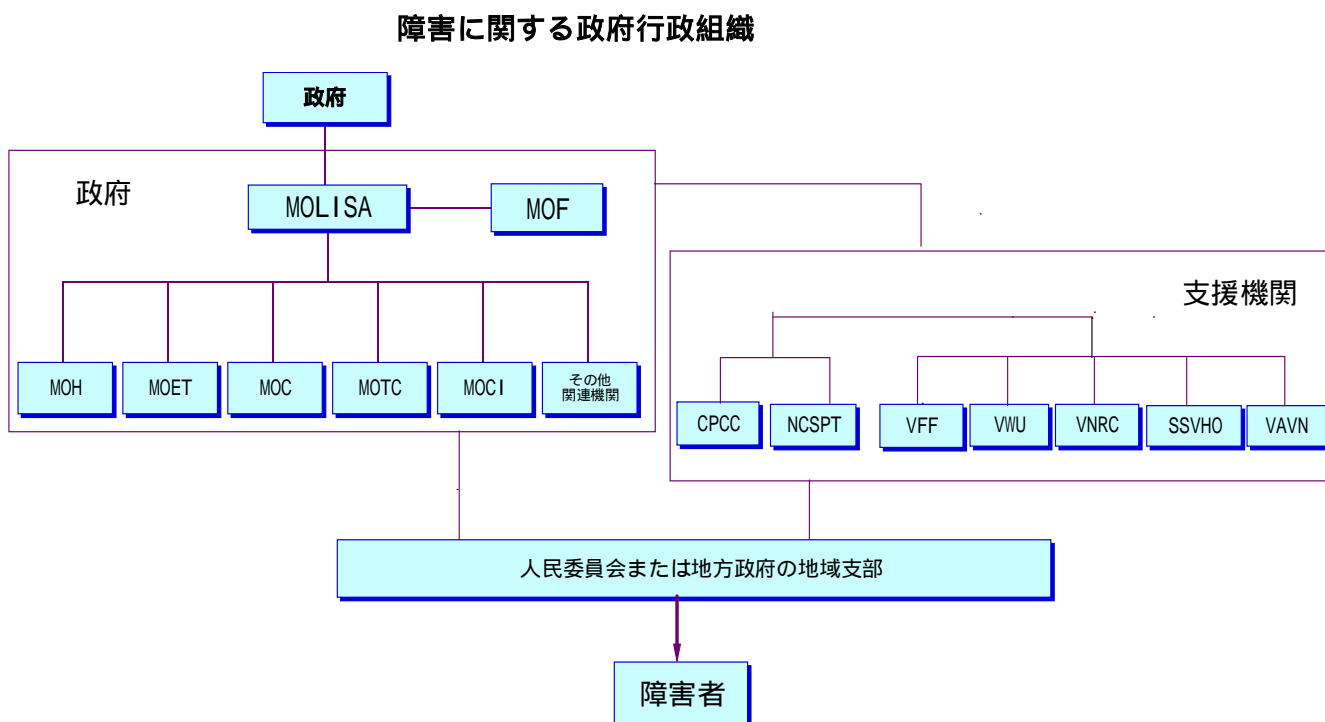 障害に関する政府行政組織
政府
政府
MOLISA
MOF
支援機関
MOH
MOET
MOC
MOTC
MOCI
その他
関連機関
CPCC
NCSPT
VFF
VWU
VNRC
SSVHO
VAVN
人民委員会または地方政府の地域支部
障害者